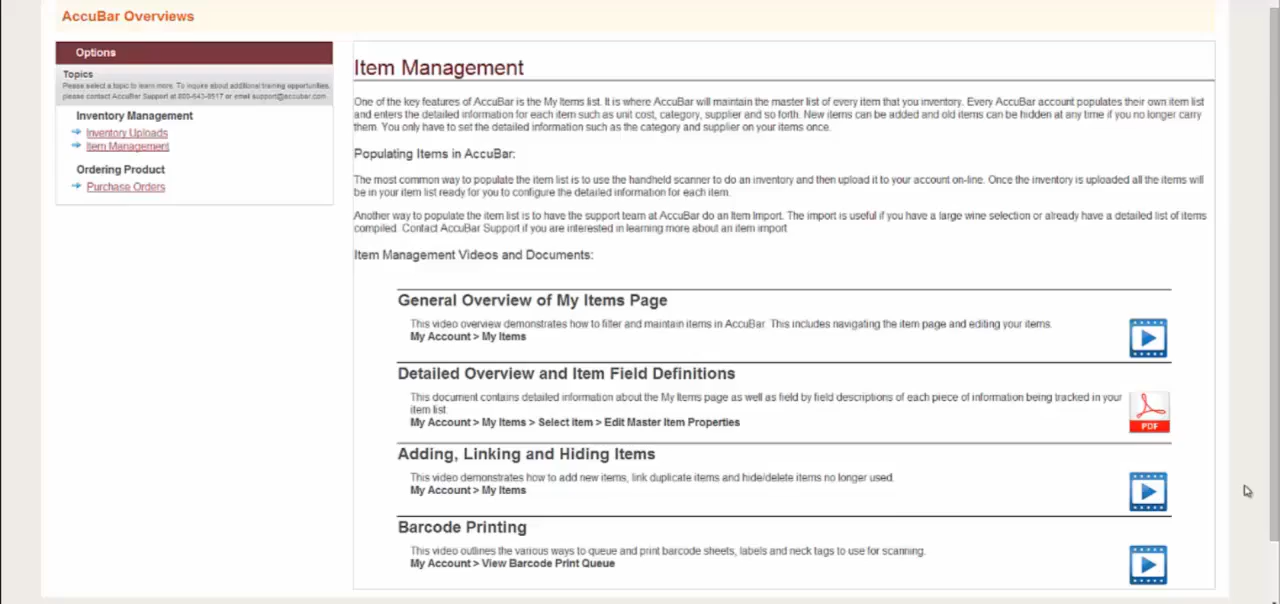 AccuBar Overviews
Options
Topics
Please select a topic to learn more. To inquire about additional training opportunities,
please contact AccuBar Support at 800-643-8517 or email support@accubar.com
Inventory Management
Inventory Uploads
Item Management
Ordering Product
Purchase Orders
Item Management
One of the key features of AccuBar is the My Items list. It is where AccuBar will maintain the master list of every item that you inventory. Every AccuBar account populates their own item list
and enters the detailed information for each item such as unit cost, category, supplier and so forth. New items can be added and old items can be hidden at any time if you no longer carry
them. You only have to set the detailed information such as the category and supplier on your items once.
Populating Items in AccuBar:
The most common way to populate the item list is to use the handheld scanner to do an inventory and then upload it to your account on-line. Once the inventory is uploaded all the items will
be in your item list ready for you to configure the detailed information for each item.
Another way to populate the item list is to have the support team at AccuBar do an Item Import. The import is useful if you have a large wine selection or already have a detailed list of items
compiled. Contact AccuBar Support if you are interested in learning more about an item import
Item Management Videos and Documents:
General Overview of My Items Page
This video overview demonstrates how to filter and maintain items in AccuBar. This includes navigating the item page and editing your items.
My Account > My Items
Detailed Overview and Item Field Definitions
This document contains detailed information about the My Items page as well as field by field descriptions of each piece of information being tracked in your
item list
My Account > My Items > Select Item > Edit Master Item Properties
PDF
Adding, Linking and Hiding Items
This video demonstrates how to add new items, link duplicate items and hide/delete items no longer used.
My Account > My Items
Barcode Printing
This video outlines the various ways to queue and print barcode sheets, labels and neck tags to use for scanning.
My Account > View Barcode Print Queue